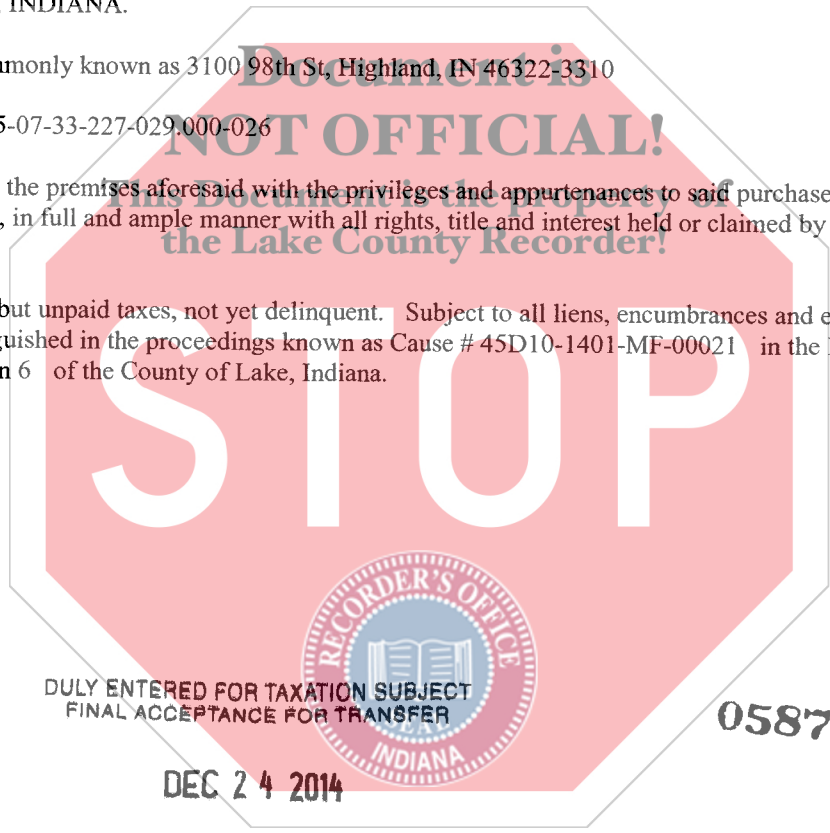 INDIANA.
Document is
mmonly known as 3100 98th St, Highland, IN 46322-3310
NOT OFFICIAL!
5-07-33-227-029.000-026
This Document is the property of
the premises aforesaid with the privileges and appurtenances to said purchase
, in full and ample manner with all rights, title and interest held or claimed by
the Lake County Recorder!
but unpaid taxes, not yet delinquent. Subject to all liens, encumbrances and e
guished in the proceedings known as Cause # 45D10-1401-MF-00021 in the
n 6 of the County of Lake, Indiana.
STOP
RECORDER'S OFFICE
SEAL
INDIANA
DULY ENTERED FOR TAXATION SUBJECT
FINAL ACCEPTANCE FOR TRANSFER
0587
DEC 24 2014